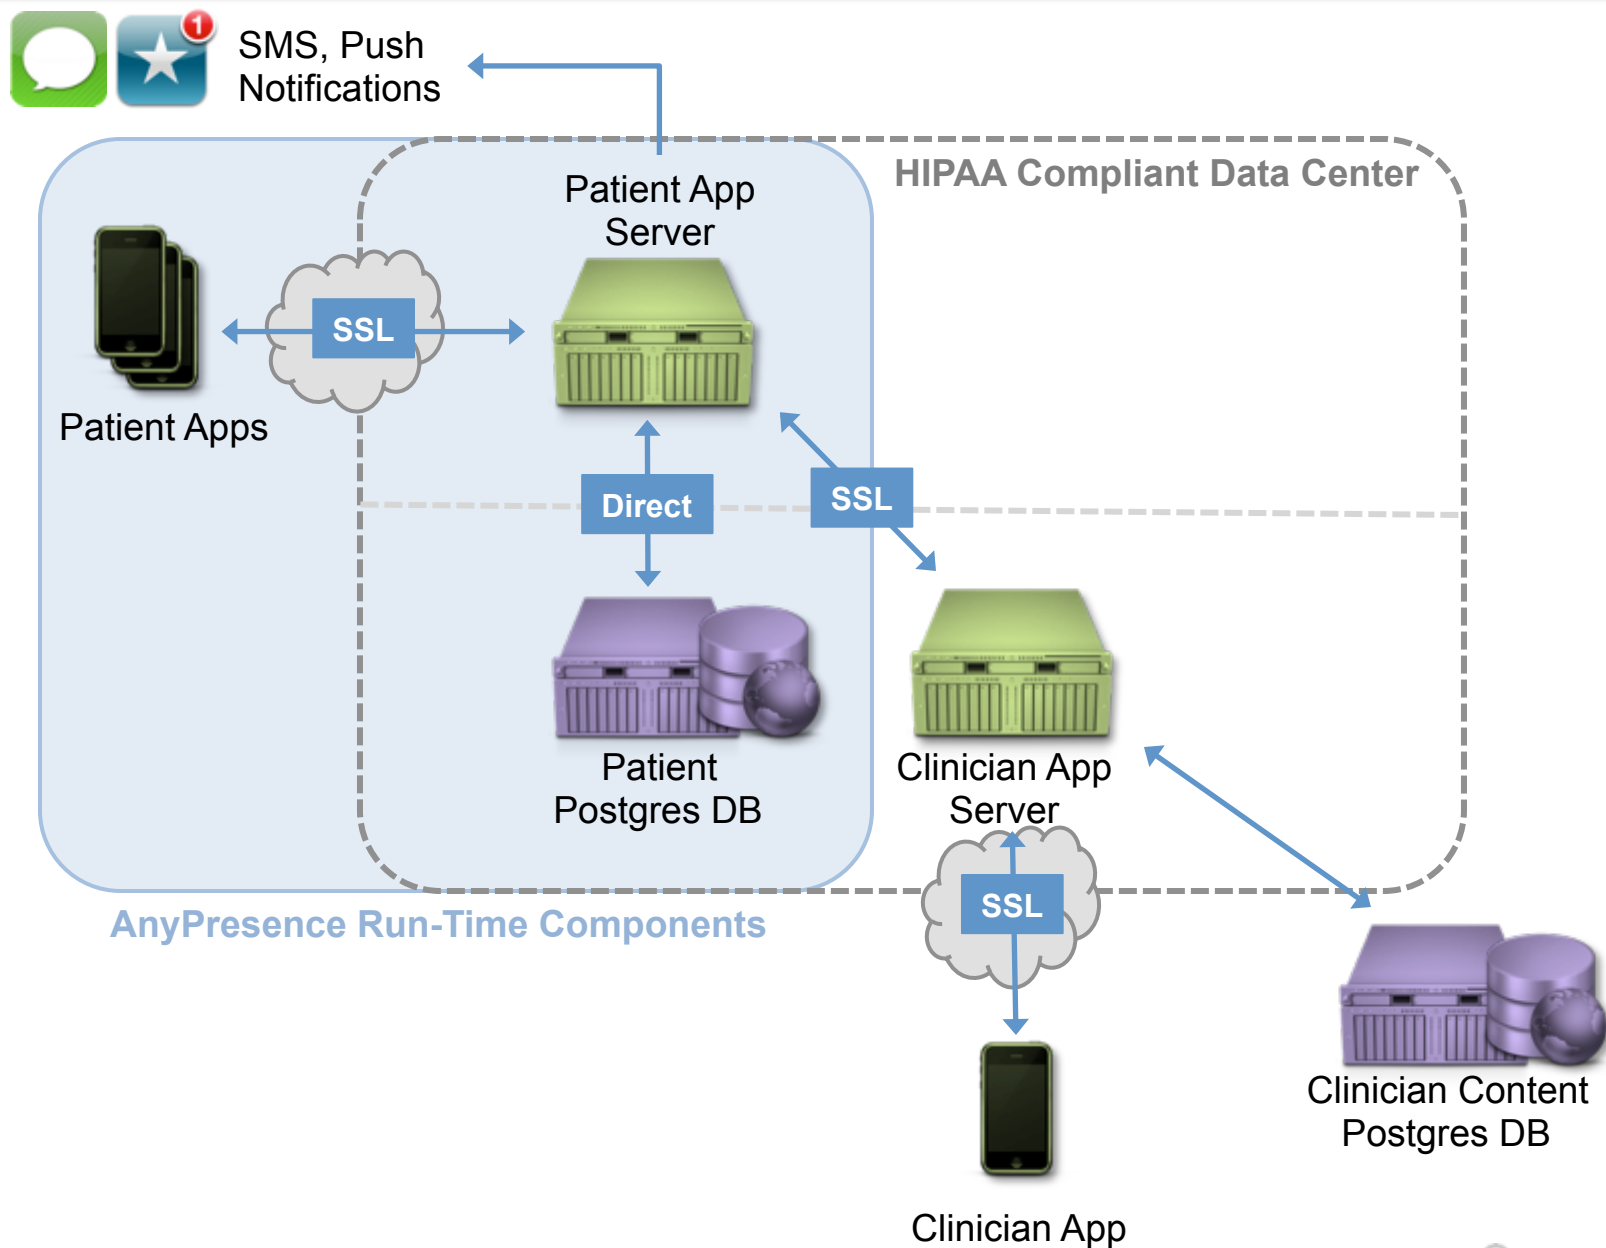 1
SMS, Push
Notifications
HIPAA Compliant Data Center
Patient App
Server
SSL
Patient Apps
Direct
SSL
Patient
Postgres DB
Clinician App
Server
SSL
AnyPresence Run-Time Components
Clinician Content
Postgres DB
Clinician App